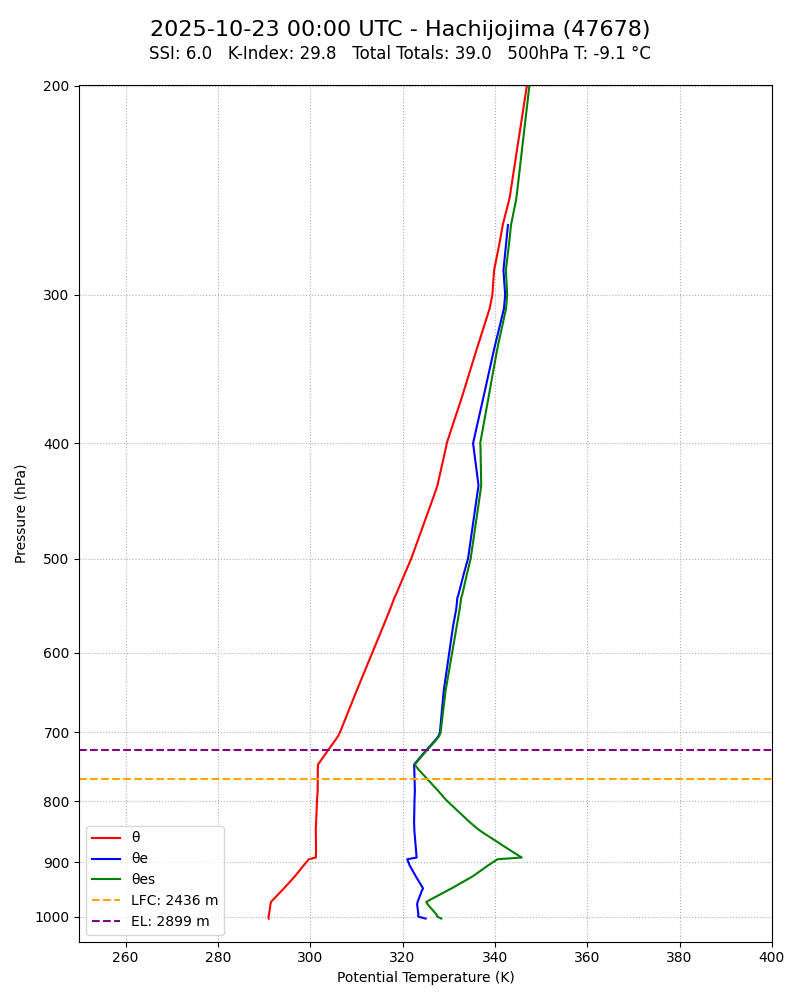 2025-10-23 00:00 UTC - Hachijojima (47678)
SSI: 6.0 K-Index: 29.8 Total Totals: 39.0 500hPa T: -9.1 °C
200
300
400
500
600
700
800
900
1000
Pressure (hPa)
θ
θe
θes
LFC: 2436 m
EL: 2899 m
260 280 300 320 340 360 380 400
Potential Temperature (K)